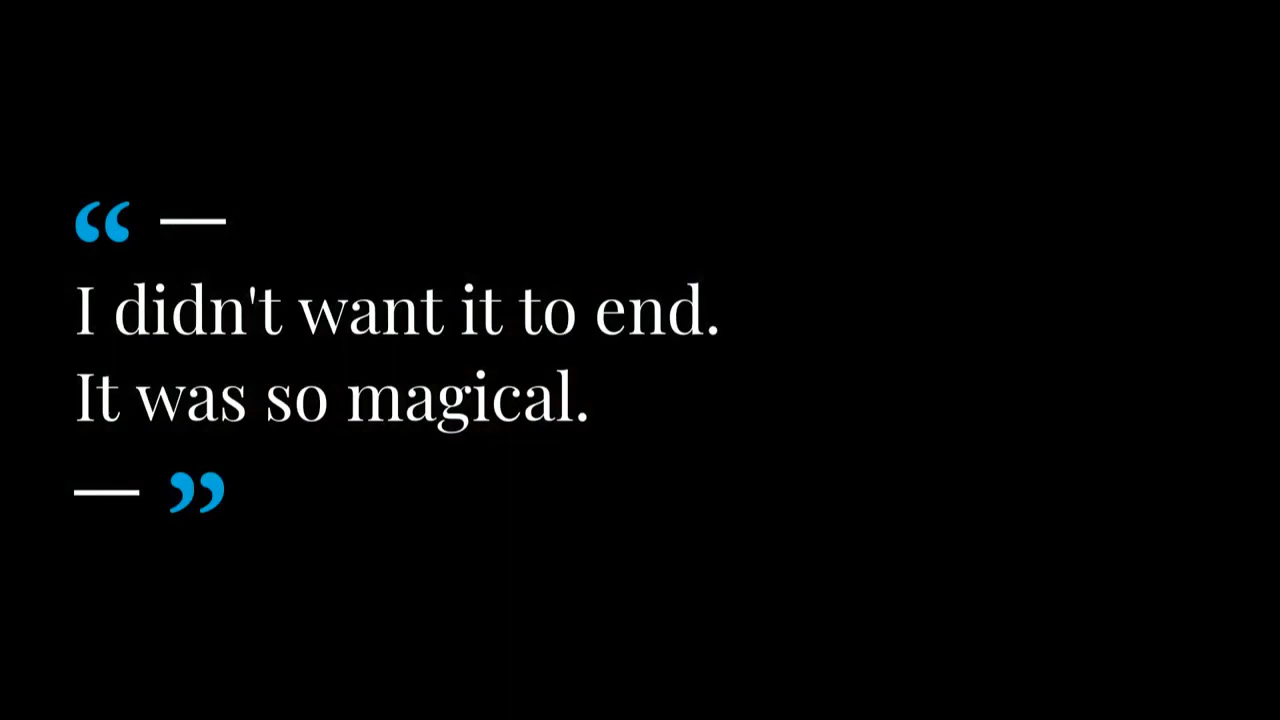 “ —
I didn't want it to end.
It was so magical.
— ”